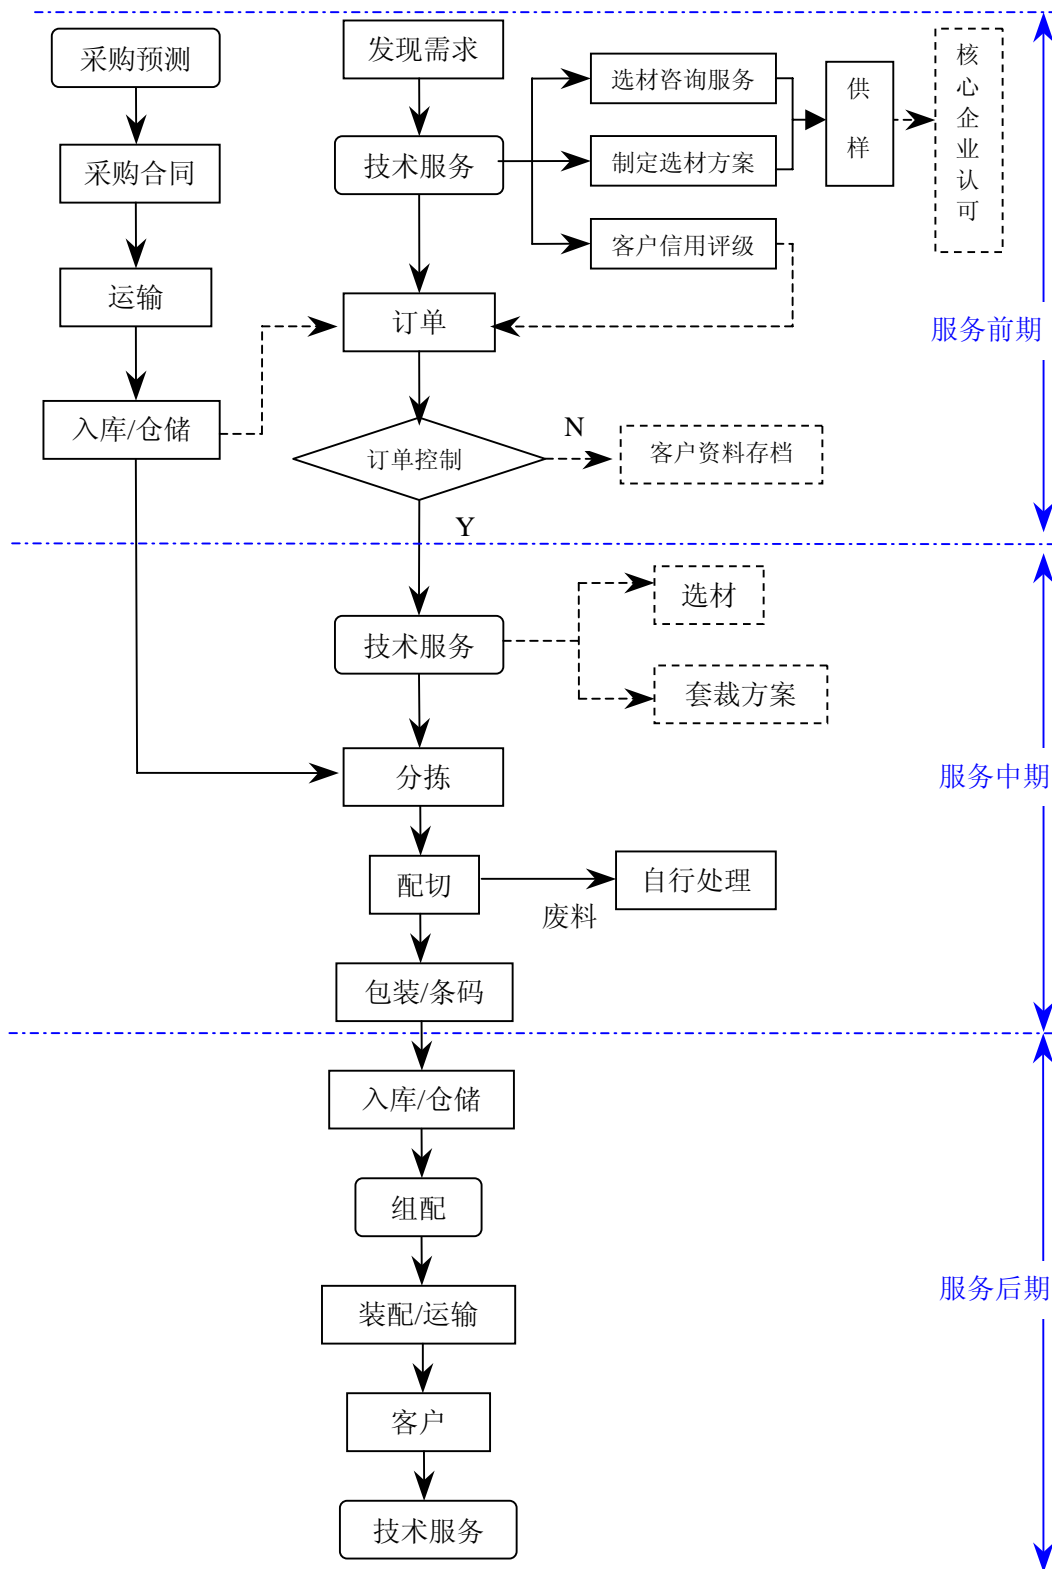 采购预测
发现需求
选材咨询服务
供样
核心企业认可
采购合同
技术服务
制定选材方案
客户信用评级
运输
订单
服务前期
入库/仓储
订单控制
N
客户资料存档
Y
技术服务
选材
套裁方案
分拣
服务中期
配切
自行处理
废料
包装/条码
入库/仓储
组配
服务后期
装配/运输
客户
技术服务